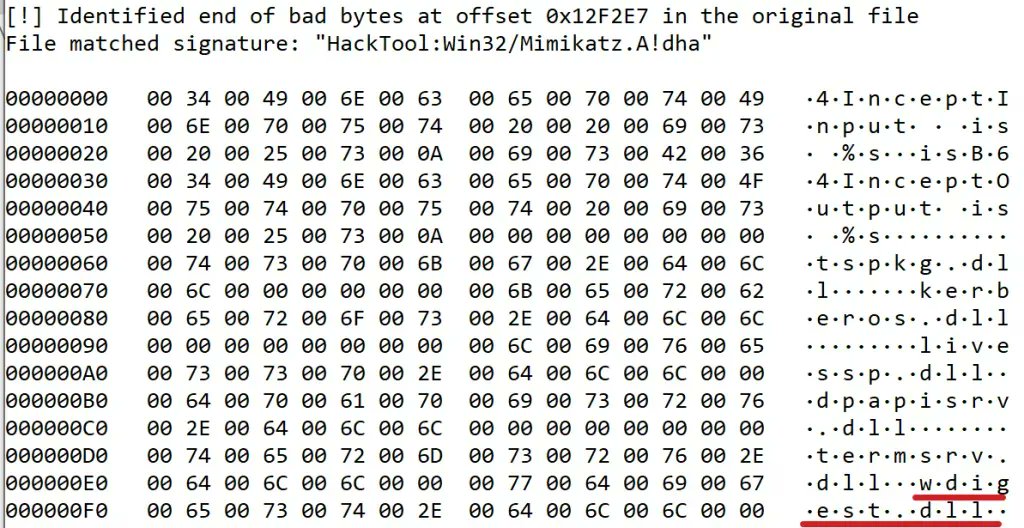 [!] Identified end of bad bytes at offset 0x12F2E7 in the original file
File matched signature: "HackTool:Win32/Mimikatz.A!dha"
00000000   00 34 00 49 00 6E 00 63  00 65 00 70 00 74 00 49   ·4·I·n·c·e·p·t·I
00000010   00 6E 00 70 00 75 00 74  00 20 00 20 00 69 00 73   ·n·p·u·t· · ·i·s
00000020   00 20 00 25 00 73 00 0A  00 69 00 73 00 42 00 36   · ·%·s···i·s·B·6
00000030   00 34 00 49 00 6E 00 63  00 65 00 70 00 74 00 4F   ·4·I·n·c·e·p·t·O
00000040   00 75 00 74 00 70 00 75  00 74 00 20 00 69 00 73   ·u·t·p·u·t· ·i·s
00000050   00 20 00 25 00 73 00 0A  00 00 00 00 00 00 00 00   · ·%·s··········
00000060   00 74 00 73 00 70 00 6B  00 67 00 2E 00 64 00 6C   ·t·s·p·k·g·.·d·l
00000070   00 6C 00 00 00 00 00 00  00 6B 00 65 00 72 00 62   ·l·······k·e·r·b
00000080   00 65 00 72 00 6F 00 73  00 2E 00 64 00 6C 00 6C   ·e·r·o·s·.·d·l·l
00000090   00 00 00 00 00 00 00 00  00 6C 00 69 00 76 00 65   ·········l·i·v·e
000000A0   00 73 00 73 00 70 00 2E  00 64 00 6C 00 6C 00 00   ·s·s·p·.·d·l·l··
000000B0   00 64 00 70 00 61 00 70  00 69 00 73 00 72 00 76   ·d·p·a·p·i·s·r·v
000000C0   00 2E 00 64 00 6C 00 6C  00 00 00 00 00 00 00 00   ·.·d·l·l········
000000D0   00 74 00 65 00 72 00 6D  00 73 00 72 00 76 00 2E   ·t·e·r·m·s·r·v·.
000000E0   00 64 00 6C 00 6C 00 00  00 77 00 64 00 69 00 67   ·d·l·l···w·d·i·g
000000F0   00 65 00 73 00 74 00 2E  00 64 00 6C 00 6C 00 00   ·e·s·t·.·d·l·l··